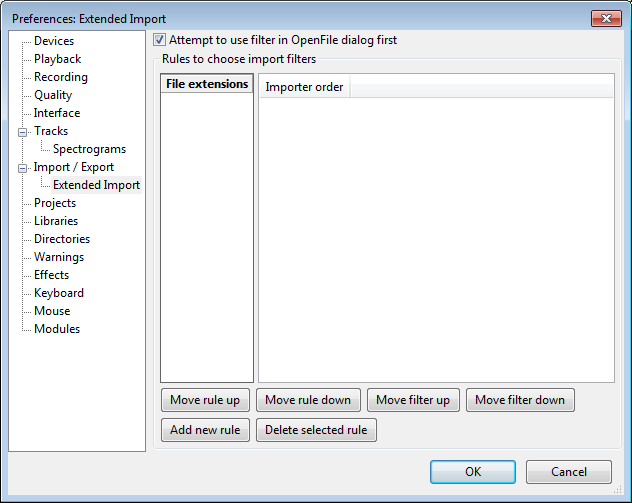 Preferences: Extended Import
Devices
Playback
Recording
Quality
Interface
Tracks
Spectrograms
Import / Export
Extended Import
Projects
Libraries
Directories
Warnings
Effects
Keyboard
Mouse
Modules
Attempt to use filter in OpenFile dialog first
Rules to choose import filters
File extensions
Importer order
Move rule up
Move rule down
Move filter up
Move filter down
Add new rule
Delete selected rule
OK
Cancel